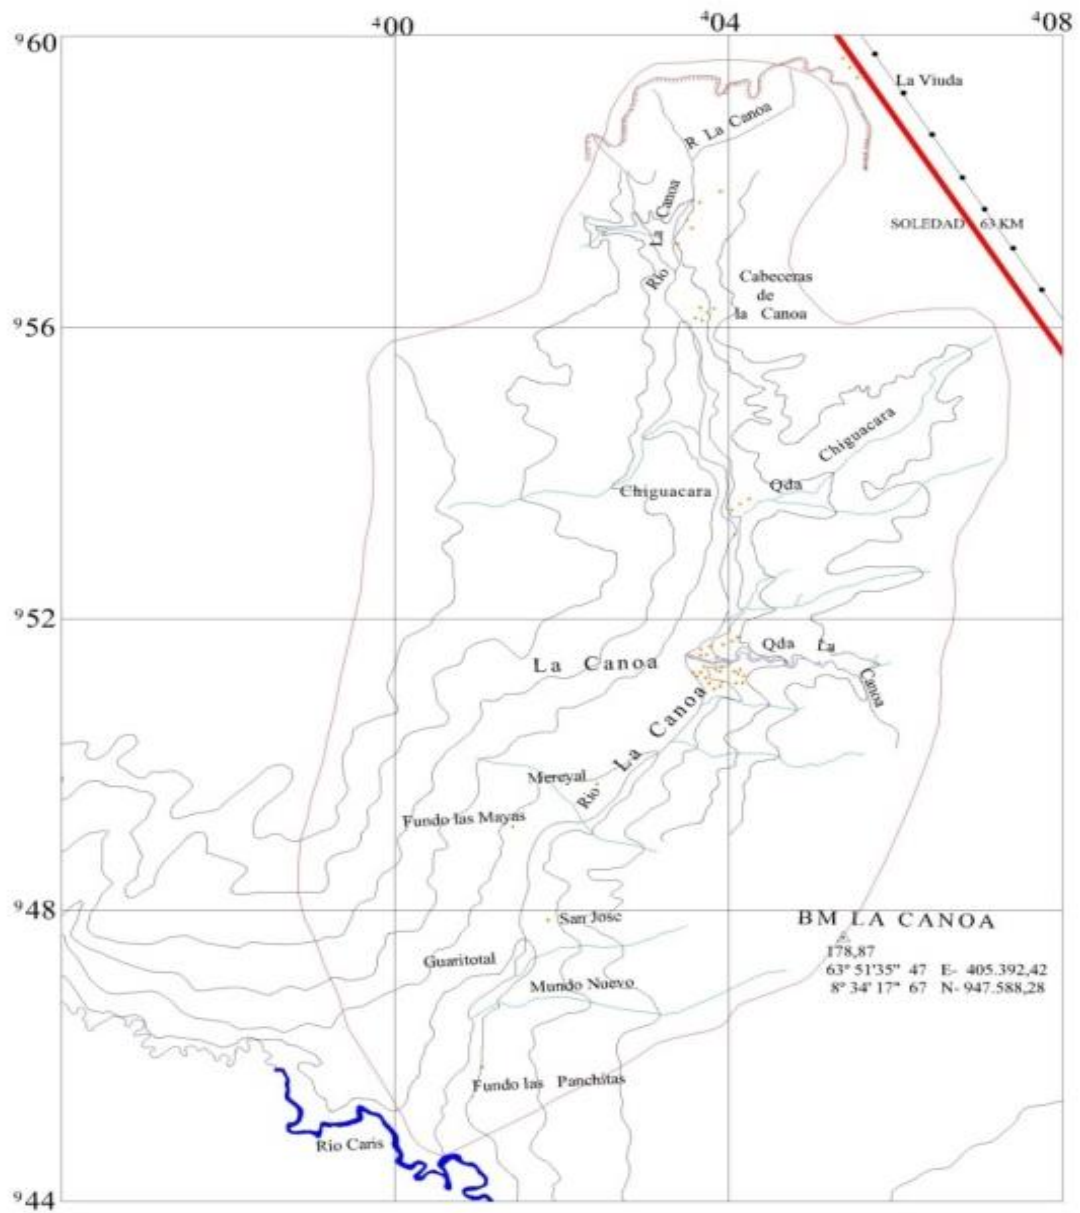 ⁴00
⁴04
⁴08
⁹60
La Viuda
R La Canoa
La Canoa
Rio
SOLEDAD 63 KM
Cabeceras
de
la Canoa
⁹56
Chiguacara
Chiguacara
Qda
⁹52
La Canoa
Qda La
Canoa
La Canoa
Rio
Mereyal
Fundo las Mayas
⁹48
San Jose
BM LA CANOA
178,87
63° 51'35" 47 E- 405.392,42
8° 34' 17" 67 N- 947.588,28
Guaritotal
Mundo Nuevo
Fundo las Panchitas
Rio Caris
⁹44